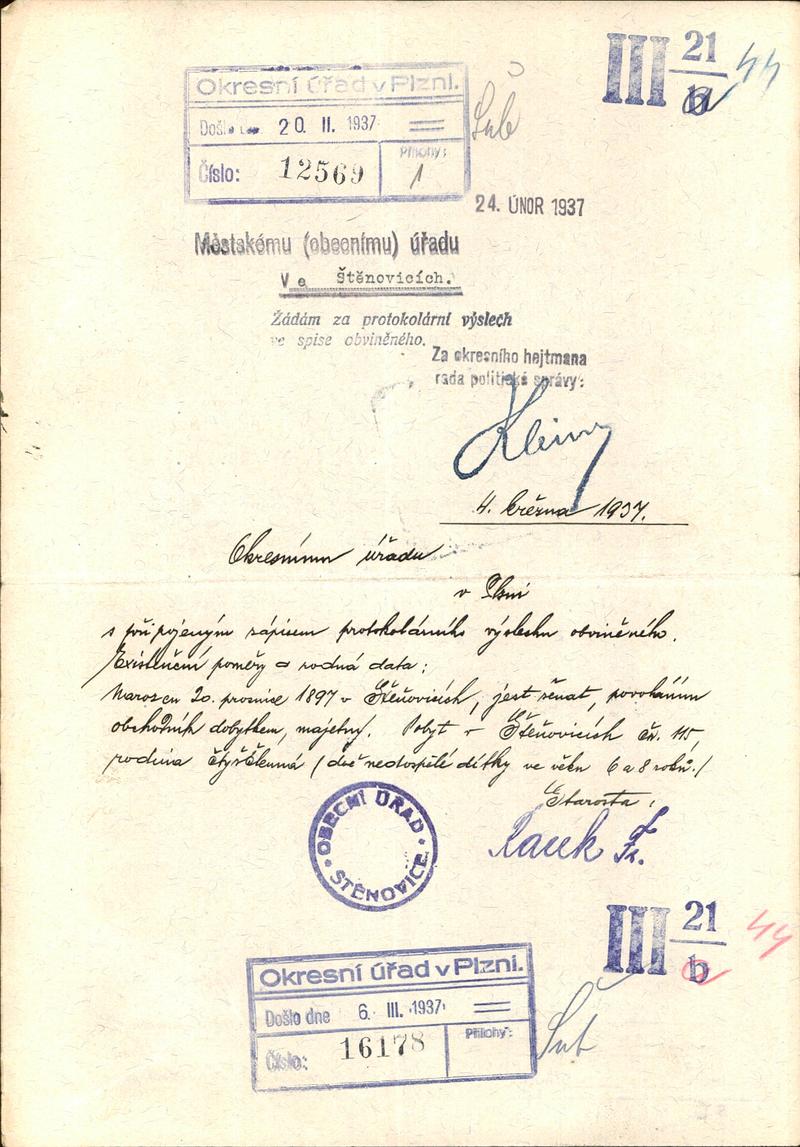 III 21/b 44
Okresní úřad v Plzni.
Došlo dne 20. II. 1937
Přílohy:
Číslo: 12569 1
24. ÚNOR 1937
Městskému (obecnímu) úřadu
Ve Štěnovicích.
Žádám za protokolární výslech
ve spise obviněného.
Za okresního hejtmana
rada politické správy:
4. března 1937.
Okresnímu úřadu
v Plzni
s připojeným zápisem protokolárního výslechu obviněného.
Existenční poměry a rodná data:
Narozen 20. prosince 1897 v Štěňovicích, jest ženat, povoláním
obchodník dobytkem, majetný. Pobyt v Štěňovicích čp. 115,
rodina čtyřčlenná (dvě nedospělé dítky ve věku 6 a 8 roků.)
Starosta:
OBECNÍ ÚŘAD
ŠTĚNOVICE
III 21/b 44
Okresní úřad v Plzni.
Došlo dne 6. III. 1937
Přílohy:
Číslo: 16178